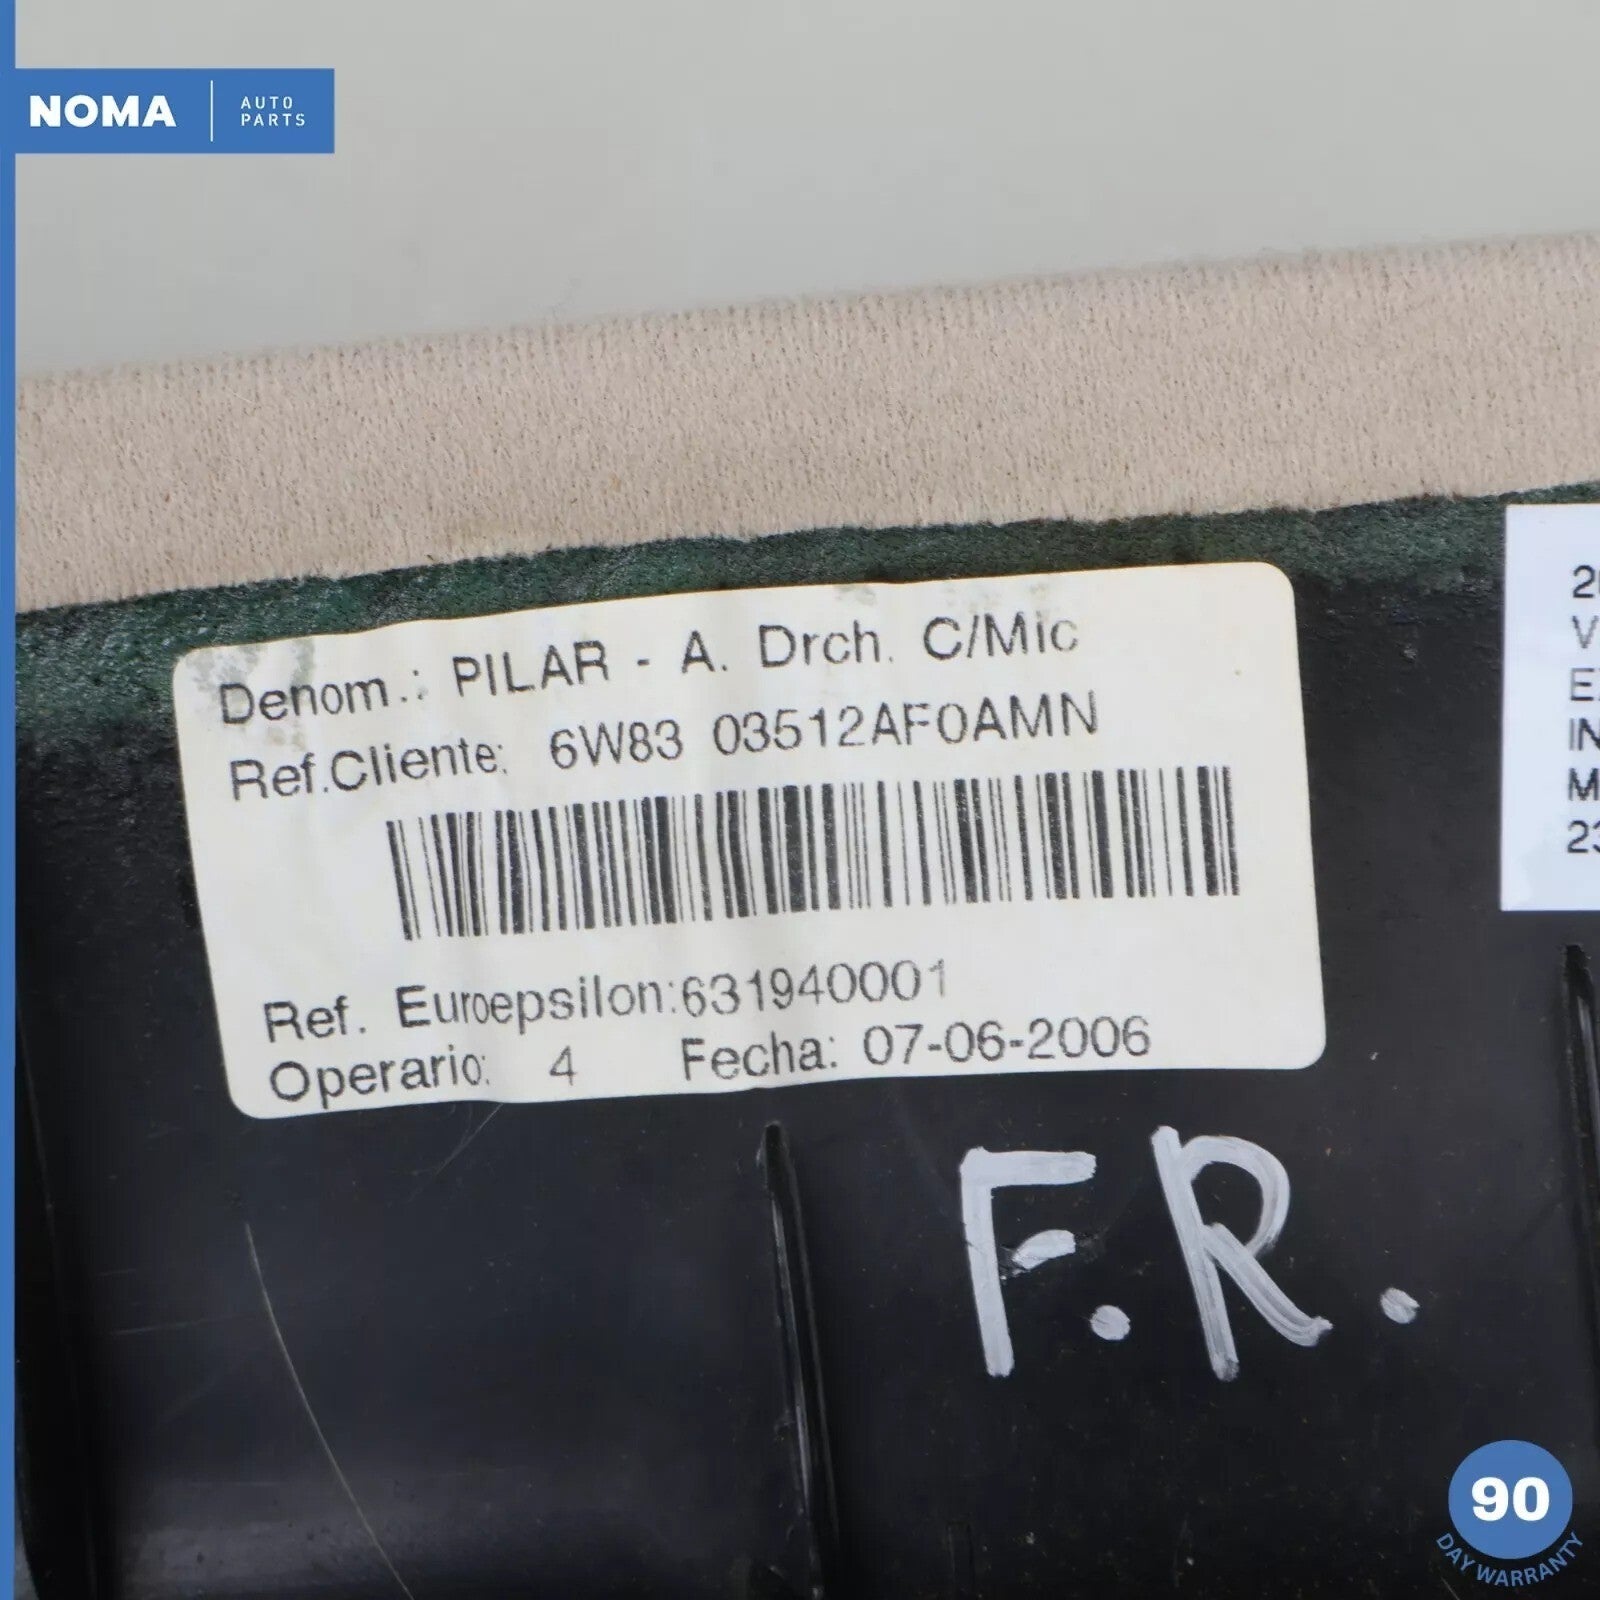 NOMA
AUTO
PARTS
Denom.: PILAR - A. Drch. C/Mic
Ref.Cliente: 6W83 03512AF0AMN
Ref. Euroepsilon:631940001
Operario: 4 Fecha: 07-06-2006
F.R.
90
DAY WARRANTY